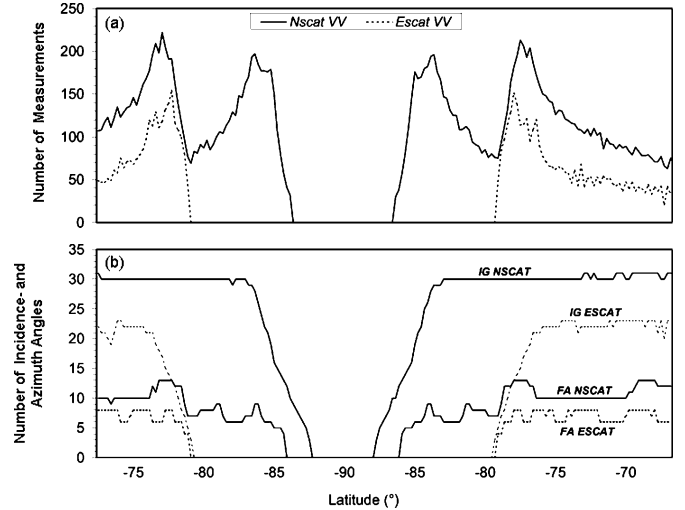 (a)
Nscat VV
Escat VV
Number of Measurements
250
200
150
100
50
0
(b)
Number of Incidence- and
Azimuth Angles
35
30
25
20
15
10
5
0
IG NSCAT
IG ESCAT
FA NSCAT
FA ESCAT
-75
-80
-85
-90
-85
-80
-75
-70
Latitude (°)